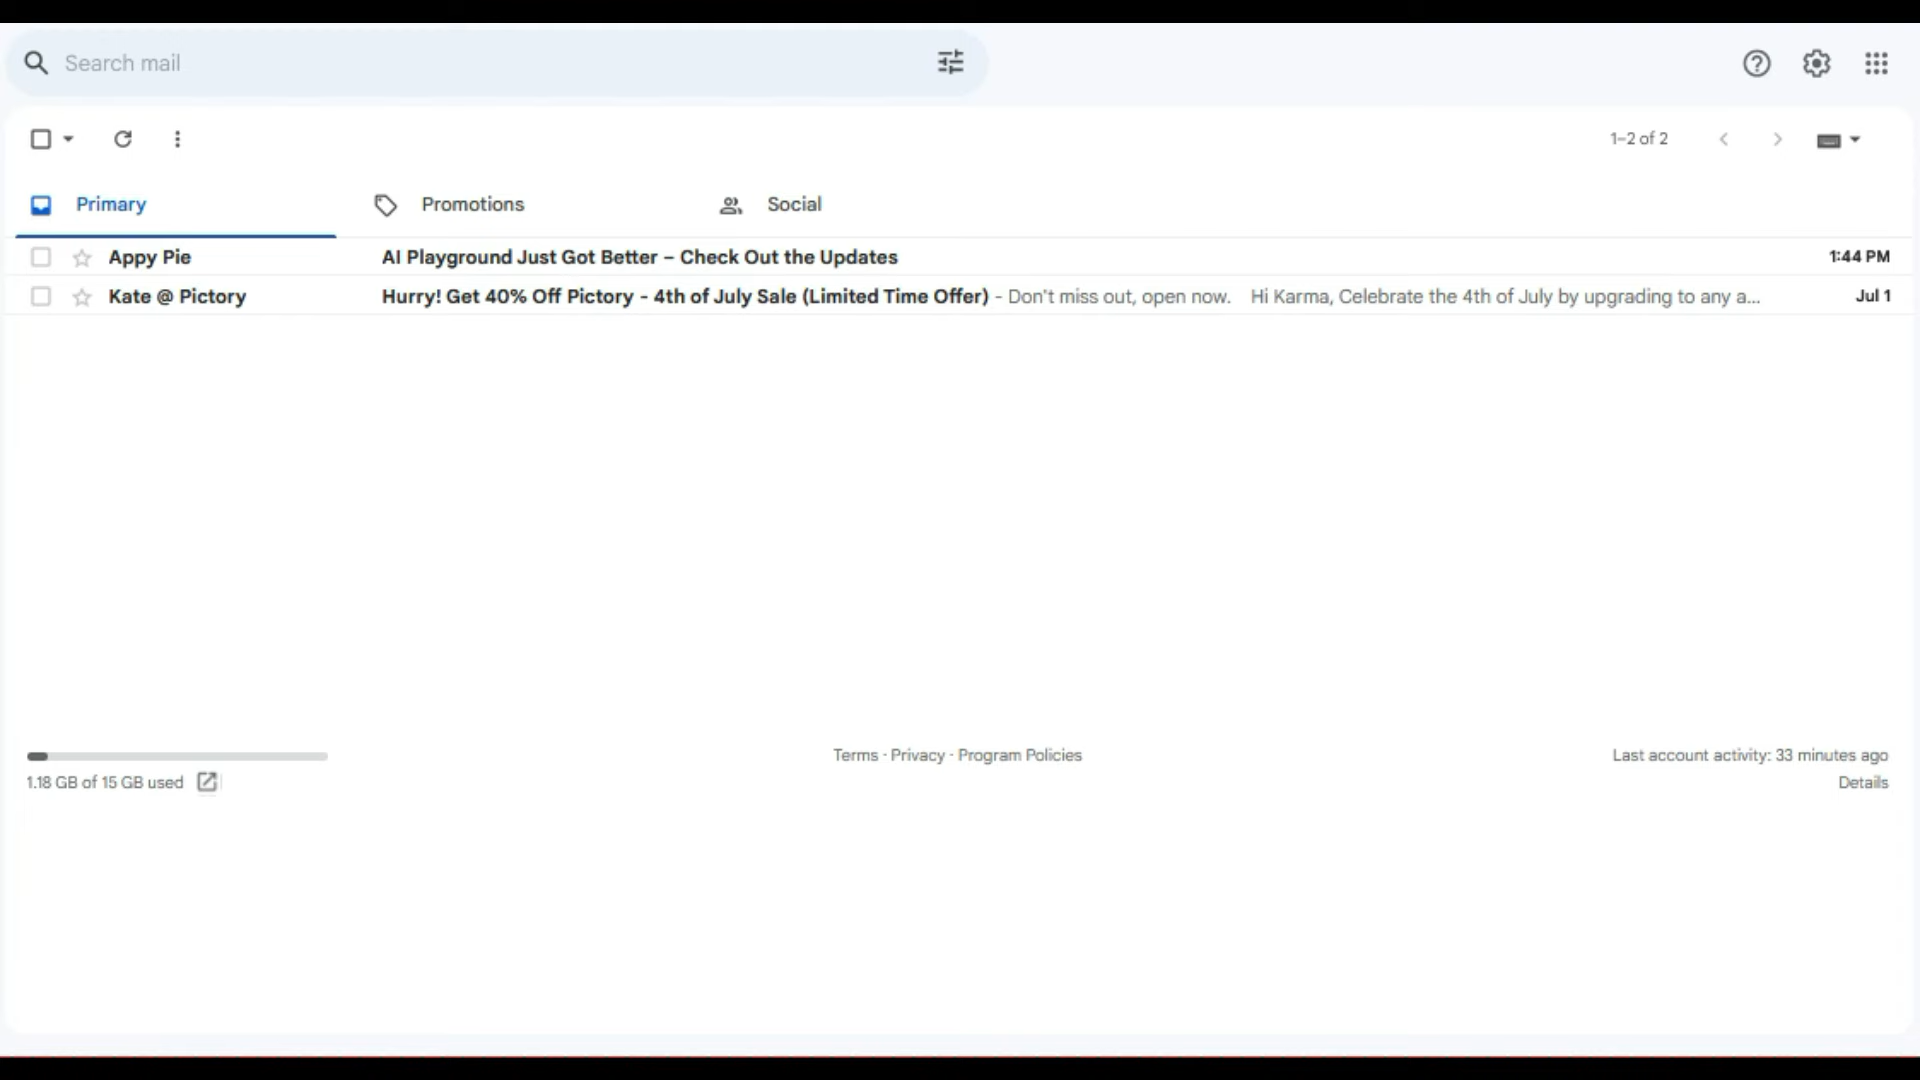 Search mail
1–2 of 2
Primary
Promotions
Social
Appy Pie AI Playground Just Got Better – Check Out the Updates 1:44 PM
Kate @ Pictory Hurry! Get 40% Off Pictory - 4th of July Sale (Limited Time Offer) - Don't miss out, open now. Hi Karma, Celebrate the 4th of July by upgrading to any a... Jul 1
Terms · Privacy · Program Policies
Last account activity: 33 minutes ago
1.18 GB of 15 GB used
Details